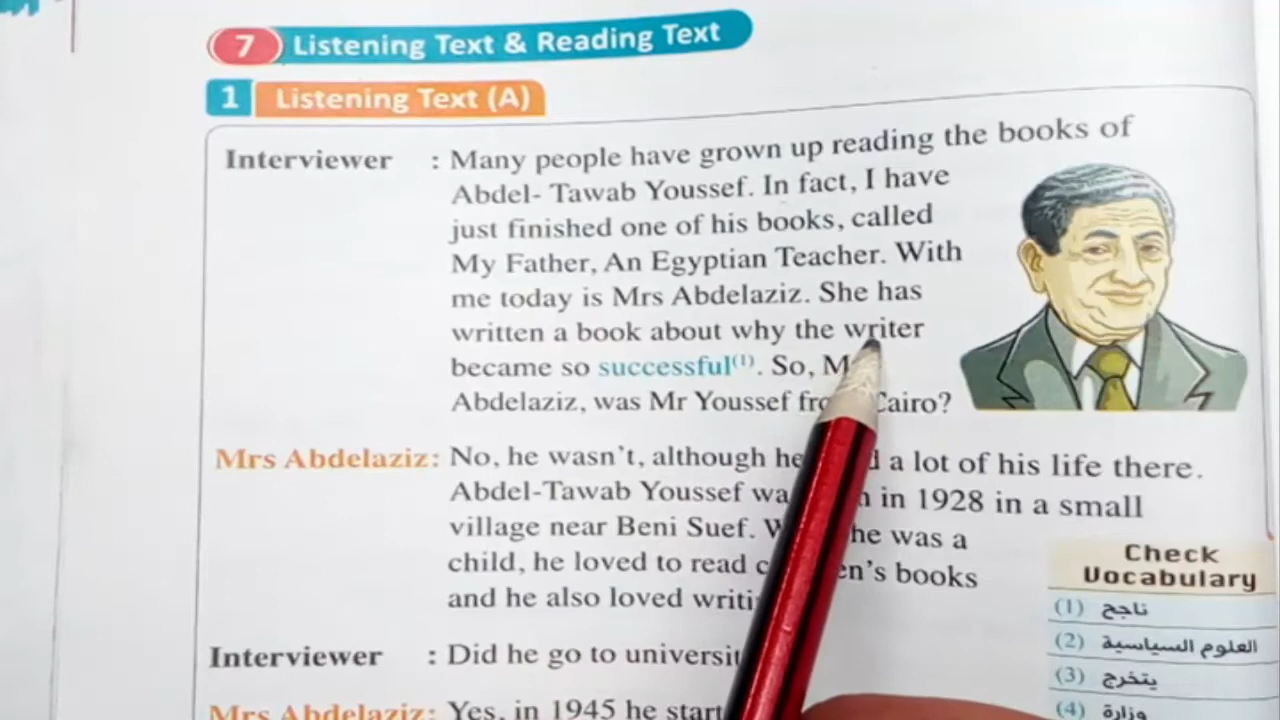 7 Listening Text & Reading Text
1 Listening Text (A)
Interviewer : Many people have grown up reading the books of
Abdel- Tawab Youssef. In fact, I have
just finished one of his books, called
My Father, An Egyptian Teacher. With
me today is Mrs Abdelaziz. She has
written a book about why the writer
became so successful(1). So,
Abdelaziz, was Mr Youssef Cairo?
Mrs Abdelaziz: No, he wasn't, although he a lot of his life there.
Abdel-Tawab Youssef in 1928 in a small
village near Beni Suef. he was a
child, he loved to read books
and he also loved
Interviewer : Did he go to
Mrs Abdelaziz: Yes, in 1945 he
Check
Vocabulary
(1) ناجح
(2) العلوم السياسية
(3) يتخرج
(4) وزارة